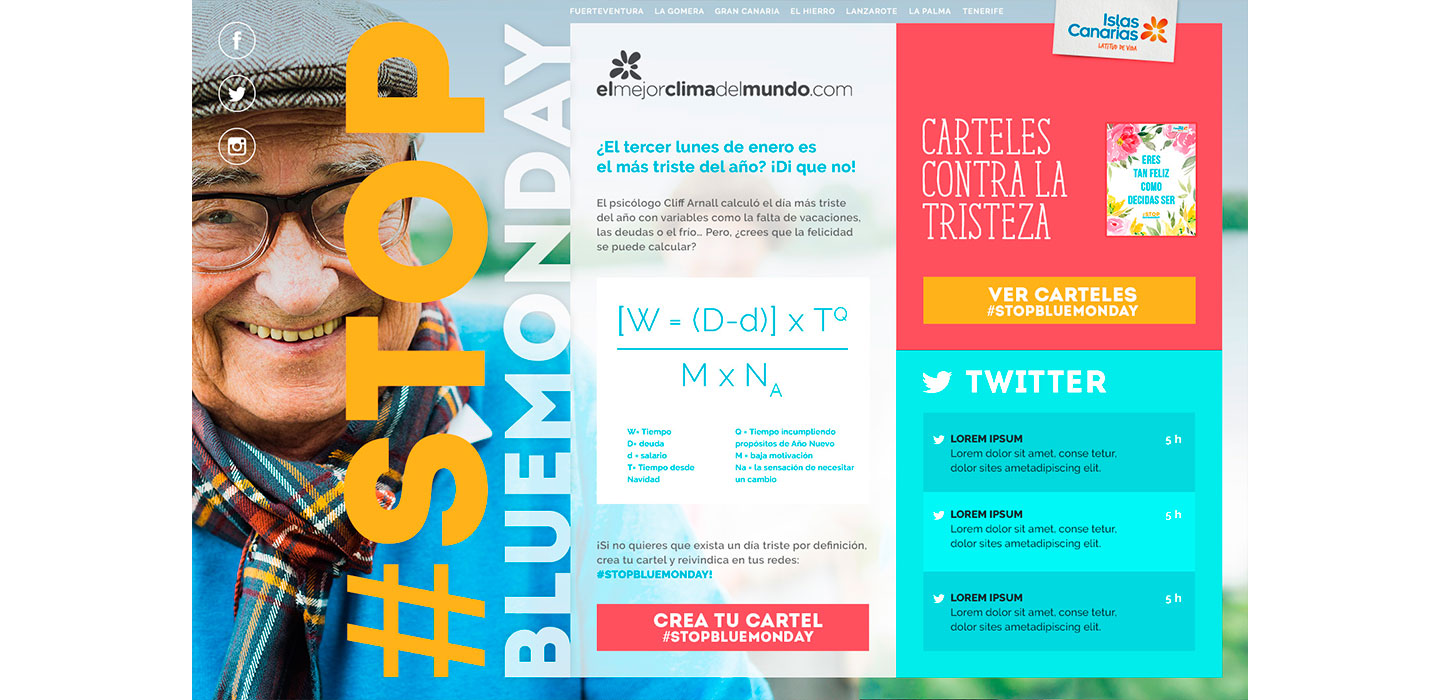 FUERTEVENTURA LA GOMERA GRAN CANARIA EL HIERRO LANZAROTE LA PALMA TENERIFE
Islas
Canarias
LATITUD DE VIDA
#STOP
BLUEMONDAY
elmejorclimadelmundo.com
¿El tercer lunes de enero es
el más triste del año? ¡Di que no!
El psicólogo Cliff Arnall calculó el día más triste
del año con variables como la falta de vacaciones,
las deudas o el frío... Pero, ¿crees que la felicidad
se puede calcular?
[W = (D-d)] x T^Q
M x N_A
W= Tiempo
D= deuda
d = salario
T= Tiempo desde
Navidad
Q = Tiempo incumpliendo
propósitos de Año Nuevo
M = baja motivación
Na = la sensación de necesitar
un cambio
¡Si no quieres que exista un día triste por definición,
crea tu cartel y reivindica en tus redes:
#STOPBLUEMONDAY!
CREA TU CARTEL
#STOPBLUEMONDAY
CARTELES
CONTRA LA
TRISTEZA
ERES
TAN FELIZ
COMO
DECIDAS SER
#STOP
VER CARTELES
#STOPBLUEMONDAY
TWITTER
LOREM IPSUM 5 h
Lorem dolor sit amet, conse tetur,
dolor sites ametadipiscing elit.
LOREM IPSUM 5 h
Lorem dolor sit amet, conse tetur,
dolor sites ametadipiscing elit.
LOREM IPSUM 5 h
Lorem dolor sit amet, conse tetur,
dolor sites ametadipiscing elit.